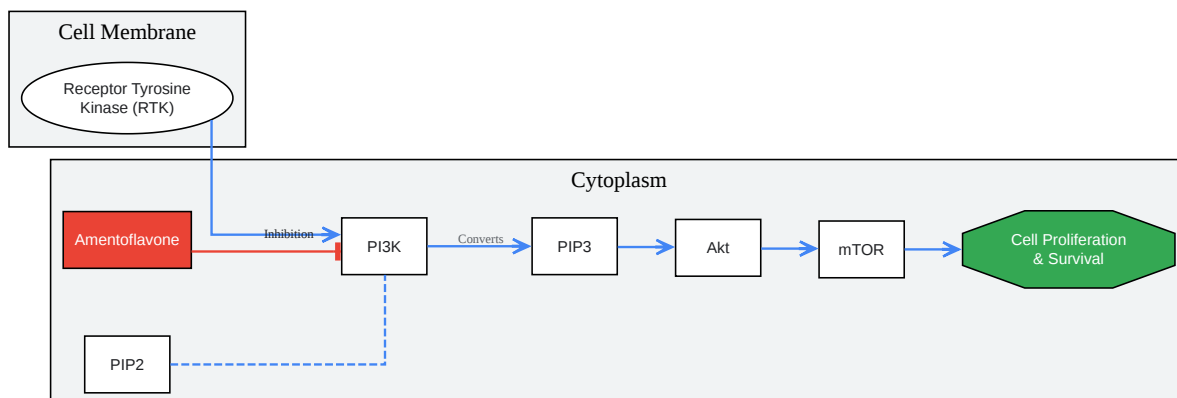 Cell Membrane
Receptor Tyrosine
Kinase (RTK)
Cytoplasm
Amentoflavone
Inhibition
PI3K
Converts
PIP3
Akt
mTOR
Cell Proliferation
& Survival
PIP2